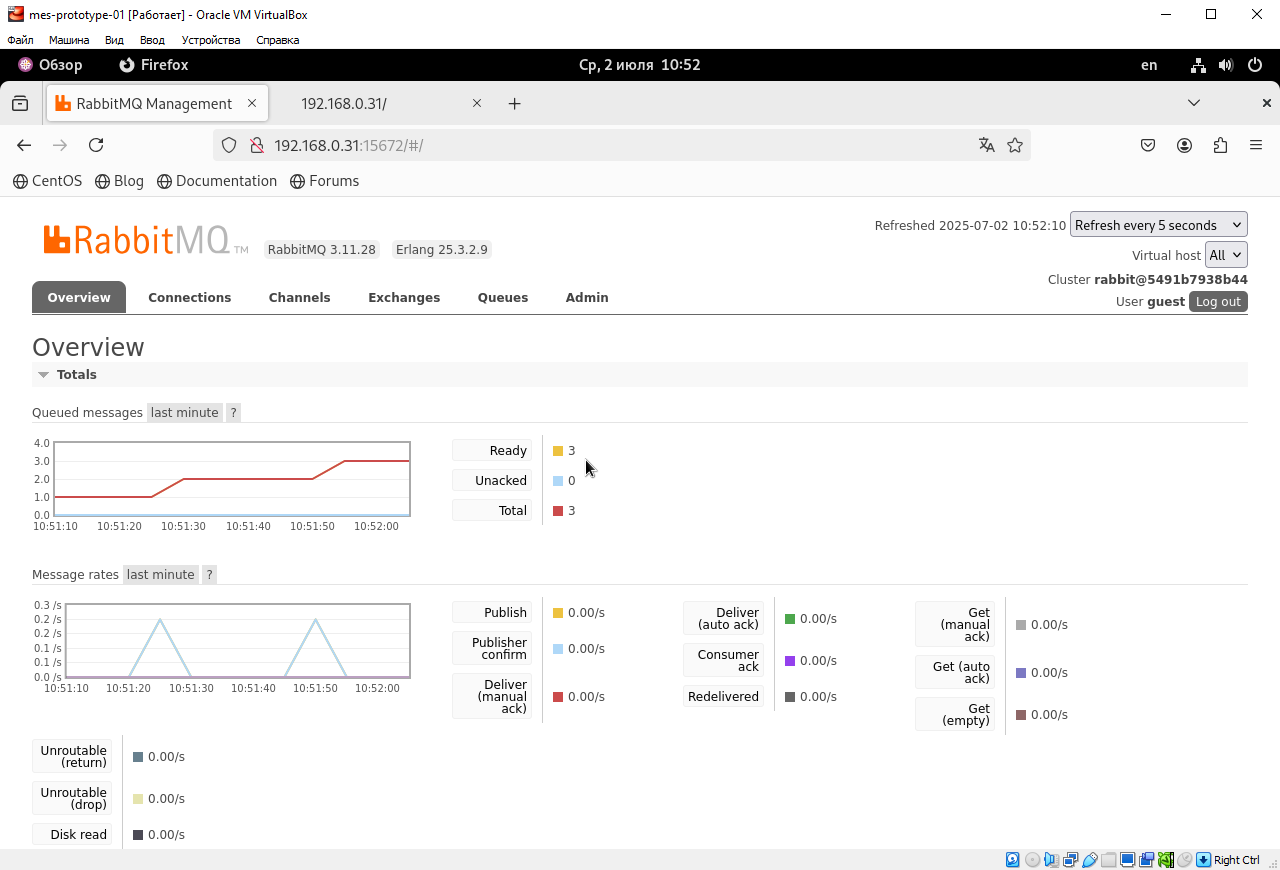 mes-prototype-01 [Работает] - Oracle VM VirtualBox
Файл Машина Вид Ввод Устройства Справка
Обзор Firefox Ср, 2 июля 10:52 en
RabbitMQ Management 192.168.0.31/
192.168.0.31:15672/#/
CentOS Blog Documentation Forums
RabbitMQ TM RabbitMQ 3.11.28 Erlang 25.3.2.9
Refreshed 2025-07-02 10:52:10 Refresh every 5 seconds
Virtual host All
Cluster rabbit@5491b7938b44
User guest Log out
Overview Connections Channels Exchanges Queues Admin
Overview
Totals
Queued messages last minute ?
4.0
3.0
2.0
1.0
0.0
10:51:10 10:51:20 10:51:30 10:51:40 10:51:50 10:52:00
Ready 3
Unacked 0
Total 3
Message rates last minute ?
0.3 /s
0.2 /s
0.2 /s
0.1 /s
0.1 /s
0.0 /s
10:51:10 10:51:20 10:51:30 10:51:40 10:51:50 10:52:00
Publish 0.00/s
Publisher
confirm 0.00/s
Deliver
(manual
ack) 0.00/s
Deliver
(auto ack) 0.00/s
Consumer
ack 0.00/s
Redelivered 0.00/s
Get
(manual
ack) 0.00/s
Get (auto
ack) 0.00/s
Get
(empty) 0.00/s
Unroutable
(return) 0.00/s
Unroutable
(drop) 0.00/s
Disk read 0.00/s
Right Ctrl